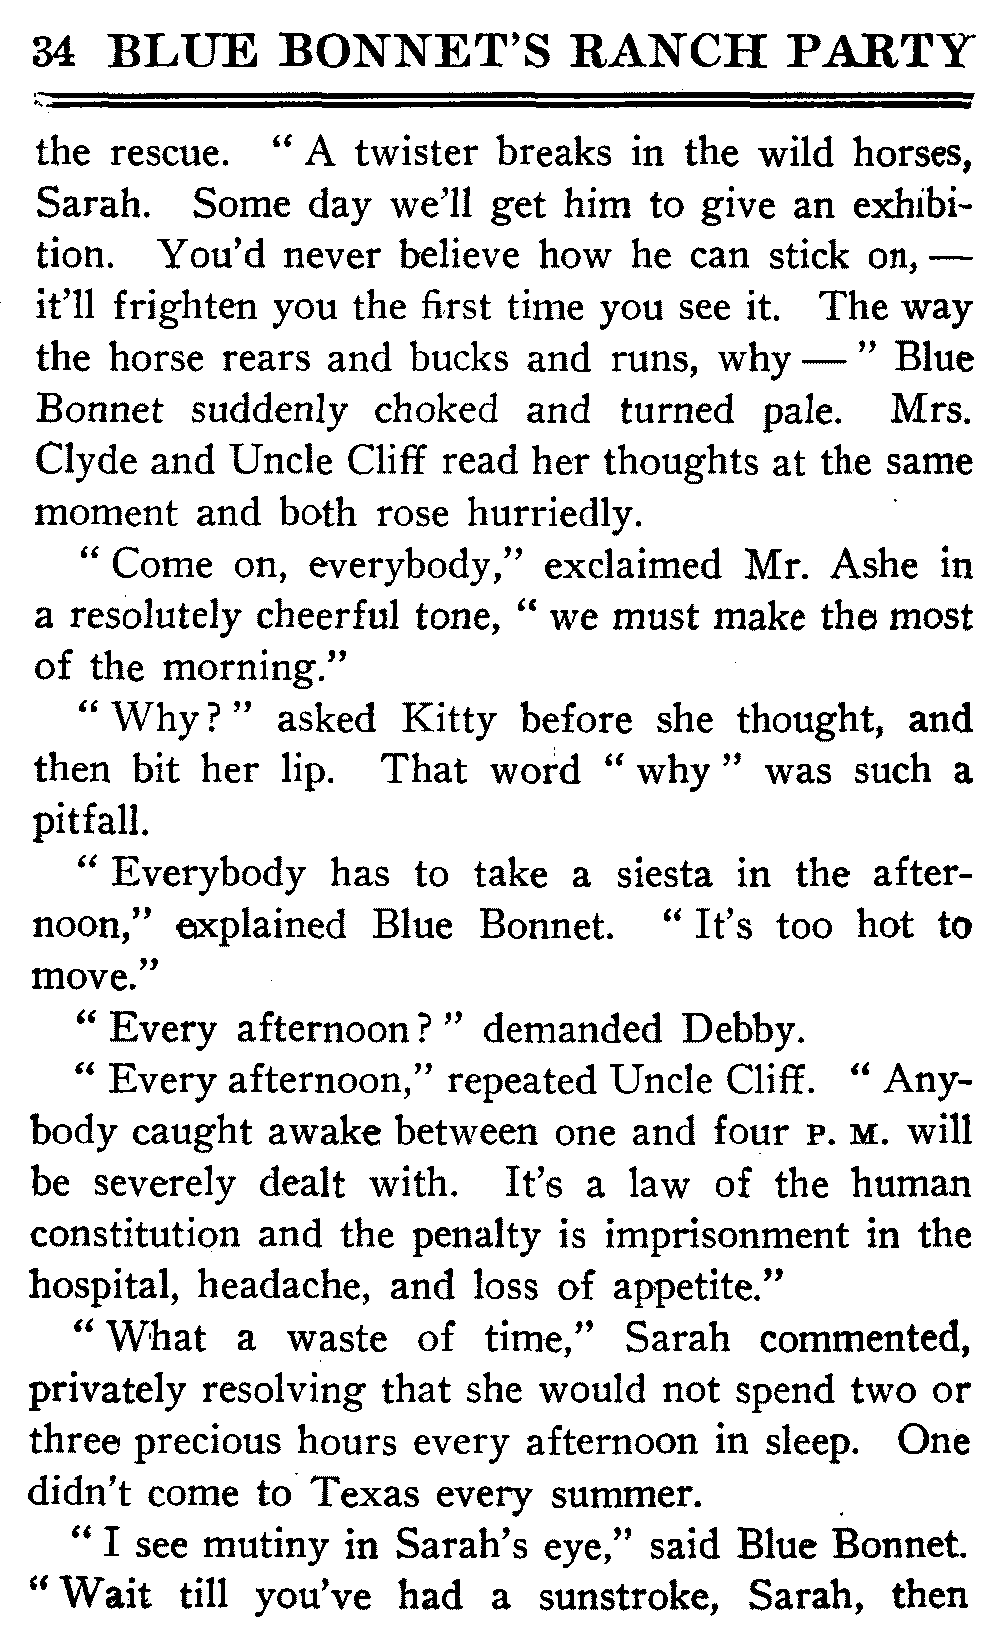 34 BLUE BONNET'S RANCH PARTY
the rescue. " A twister breaks in the wild horses,
Sarah. Some day we'll get him to give an exhibi-
tion. You'd never believe how he can stick on, —
it'll frighten you the first time you see it. The way
the horse rears and bucks and runs, why — " Blue
Bonnet suddenly choked and turned pale. Mrs.
Clyde and Uncle Cliff read her thoughts at the same
moment and both rose hurriedly.
" Come on, everybody," exclaimed Mr. Ashe in
a resolutely cheerful tone, " we must make the most
of the morning."
" Why? " asked Kitty before she thought, and
then bit her lip. That word " why " was such a
pitfall.
" Everybody has to take a siesta in the after-
noon," explained Blue Bonnet. " It's too hot to
move."
" Every afternoon? " demanded Debby.
" Every afternoon," repeated Uncle Cliff. " Any-
body caught awake between one and four P. M. will
be severely dealt with. It's a law of the human
constitution and the penalty is imprisonment in the
hospital, headache, and loss of appetite."
" What a waste of time," Sarah commented,
privately resolving that she would not spend two or
three precious hours every afternoon in sleep. One
didn't come to Texas every summer.
" I see mutiny in Sarah's eye," said Blue Bonnet.
" Wait till you've had a sunstroke, Sarah, then